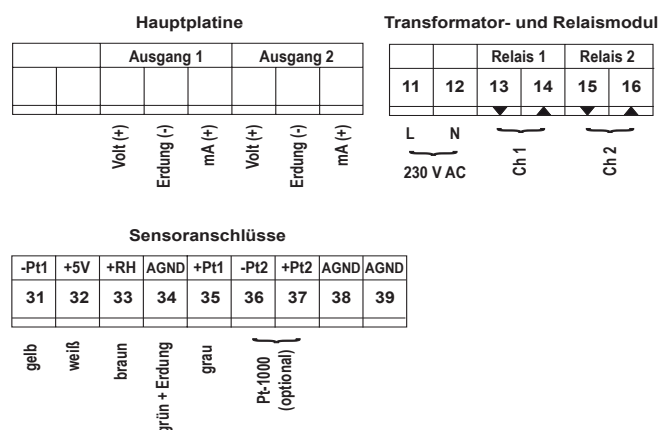 Hauptplatine
Ausgang 1 Ausgang 2
Volt (+) Erdung (-) mA (+) Volt (+) Erdung (-) mA (+)
Transformator- und Relaismodul
Relais 1 Relais 2
11 12 13 14 15 16
L N
230 V AC
Ch 1
Ch 2
Sensoranschlüsse
-Pt1 +5V +RH AGND +Pt1 -Pt2 +Pt2 AGND AGND
31 32 33 34 35 36 37 38 39
gelb weiß braun grün + Erdung grau
Pt-1000
(optional)